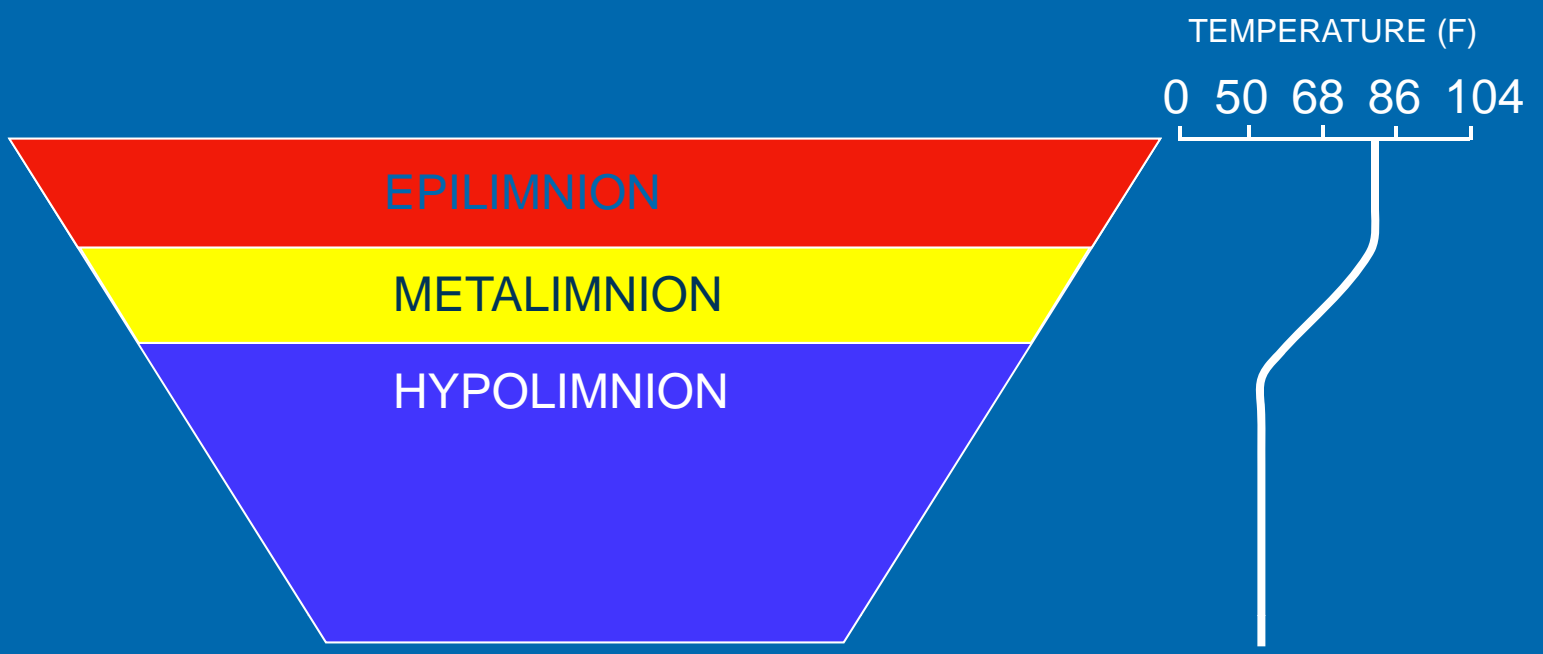 TEMPERATURE (F)
0 50 68 86 104
EPILIMNION
METALIMNION
HYPOLIMNION